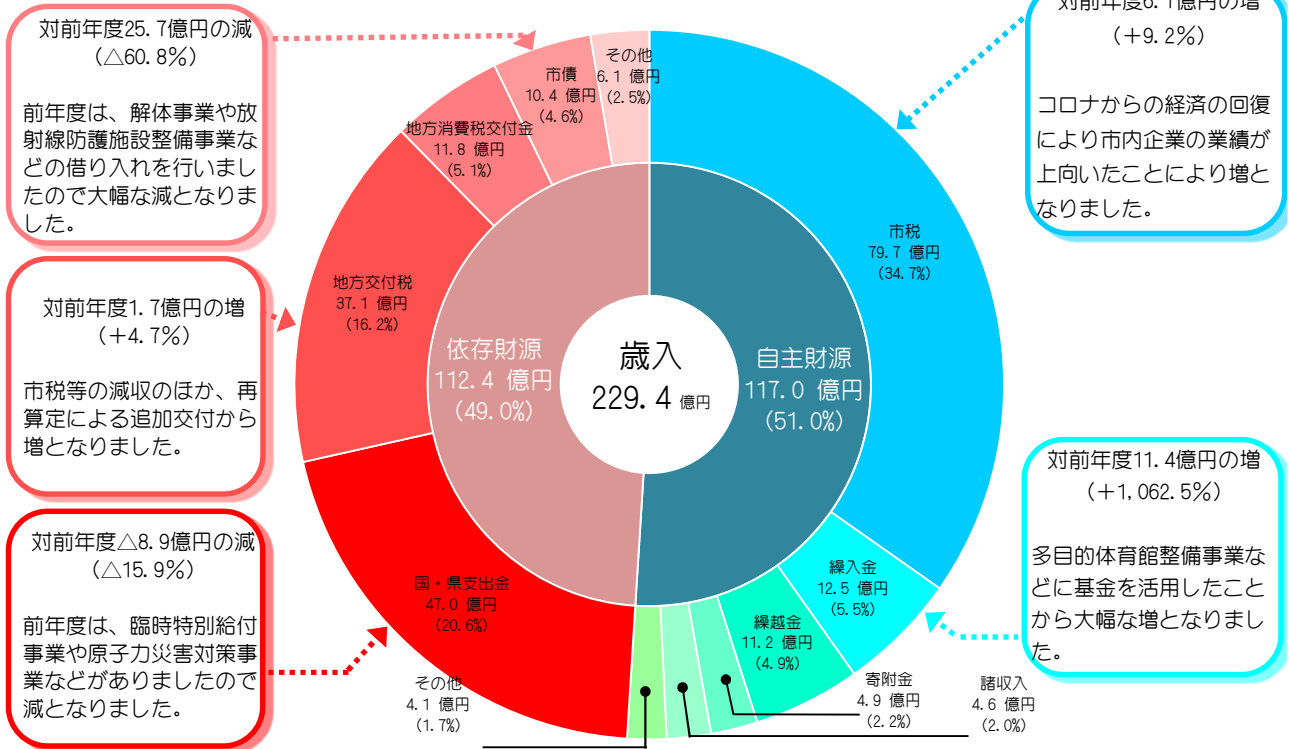 対前年度25.7億円の減
(△60.8%)
前年度は、解体事業や放
射線防護施設整備事業な
どの借り入れを行いまし
たので大幅な減となりま
した。
対前年度1.7億円の増
(+4.7%)
市税等の減収のほか、再
算定による追加交付から
増となりました。
対前年度△8.9億円の減
(△15.9%)
前年度は、臨時特別給付
事業や原子力災害対策事
業などがありましたので
減となりました。
その他
6.1 億円
(2.5%)
市債
10.4 億円
(4.6%)
地方消費税交付金
11.8 億円
(5.1%)
地方交付税
37.1 億円
(16.2%)
国・県支出金
47.0 億円
(20.6%)
依存財源
112.4 億円
(49.0%)
歳入
229.4 億円
自主財源
117.0 億円
(51.0%)
市税
79.7 億円
(34.7%)
繰入金
12.5 億円
(5.5%)
繰越金
11.2 億円
(4.9%)
寄附金
4.9 億円
(2.2%)
諸収入
4.6 億円
(2.0%)
その他
4.1 億円
(1.7%)
対前年度6.1億円の増
(+9.2%)
コロナからの経済の回復
により市内企業の業績が
上向いたことにより増と
なりました。
対前年度11.4億円の増
(+1,062.5%)
多目的体育館整備事業な
どに基金を活用したこと
から大幅な増となりまし
た。